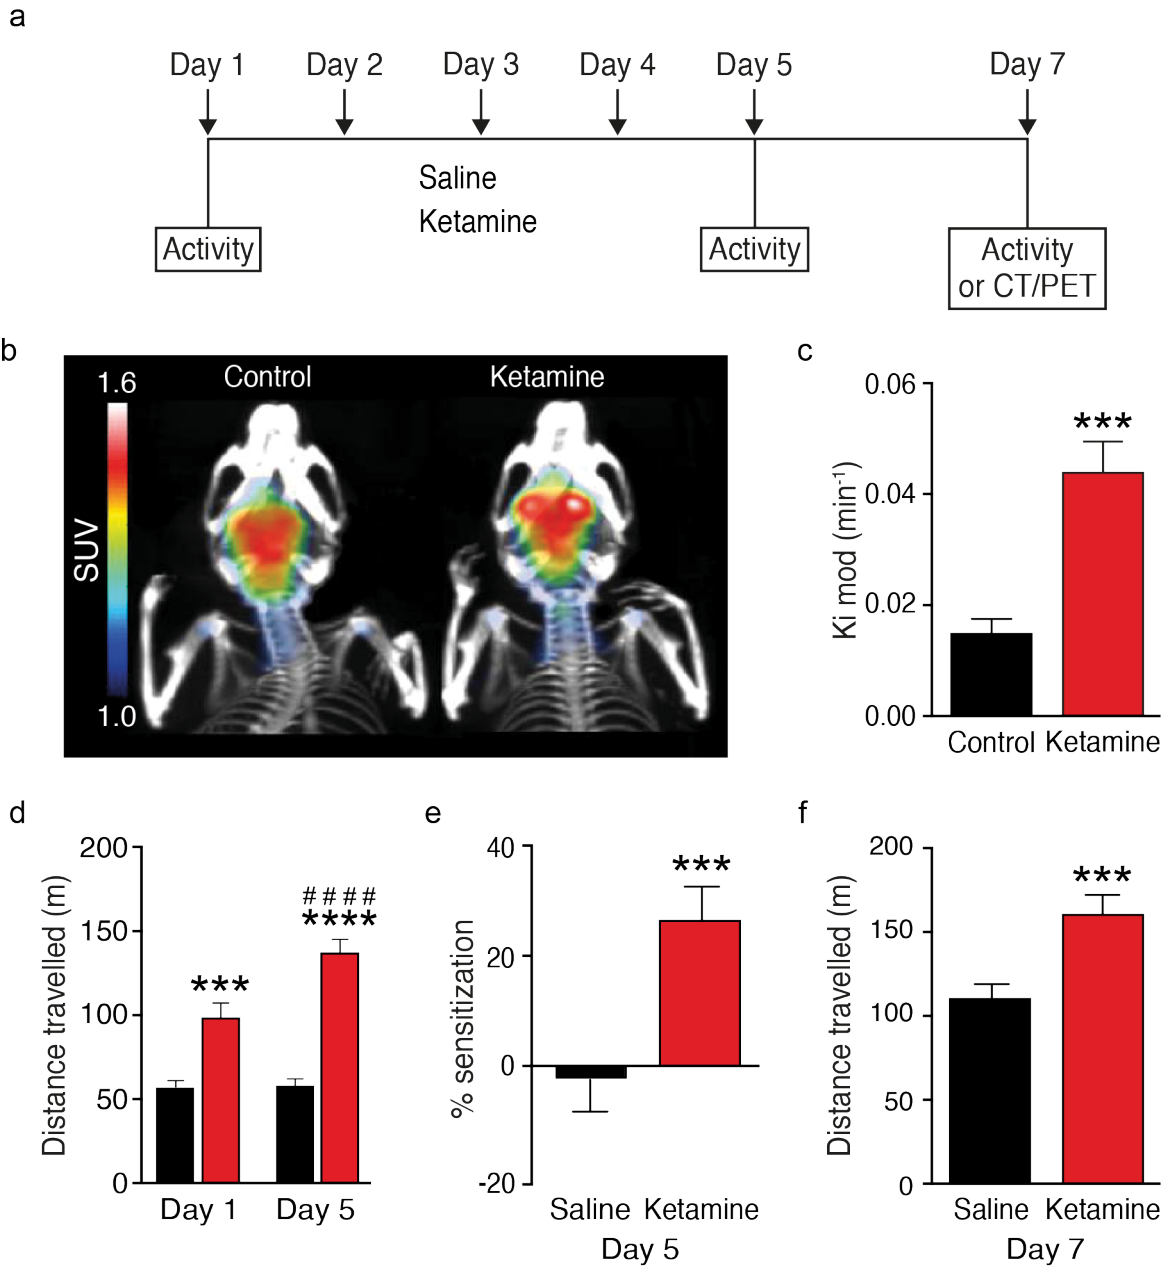 a
Day 1 Day 2 Day 3 Day 4 Day 5 Day 7
Saline
Ketamine
Activity
Activity
Activity
or CT/PET
b
1.6
Control
Ketamine
SUV
1.0
c
0.06
0.04
0.02
0.00
Ki mod (min⁻¹)
***
Control Ketamine
d
200
150
100
50
0
Distance travelled (m)
***
####
****
Day 1 Day 5
e
40
20
0
-20
% sensitization
***
Saline Ketamine
Day 5
f
200
150
100
50
0
Distance travelled (m)
***
Saline Ketamine
Day 7